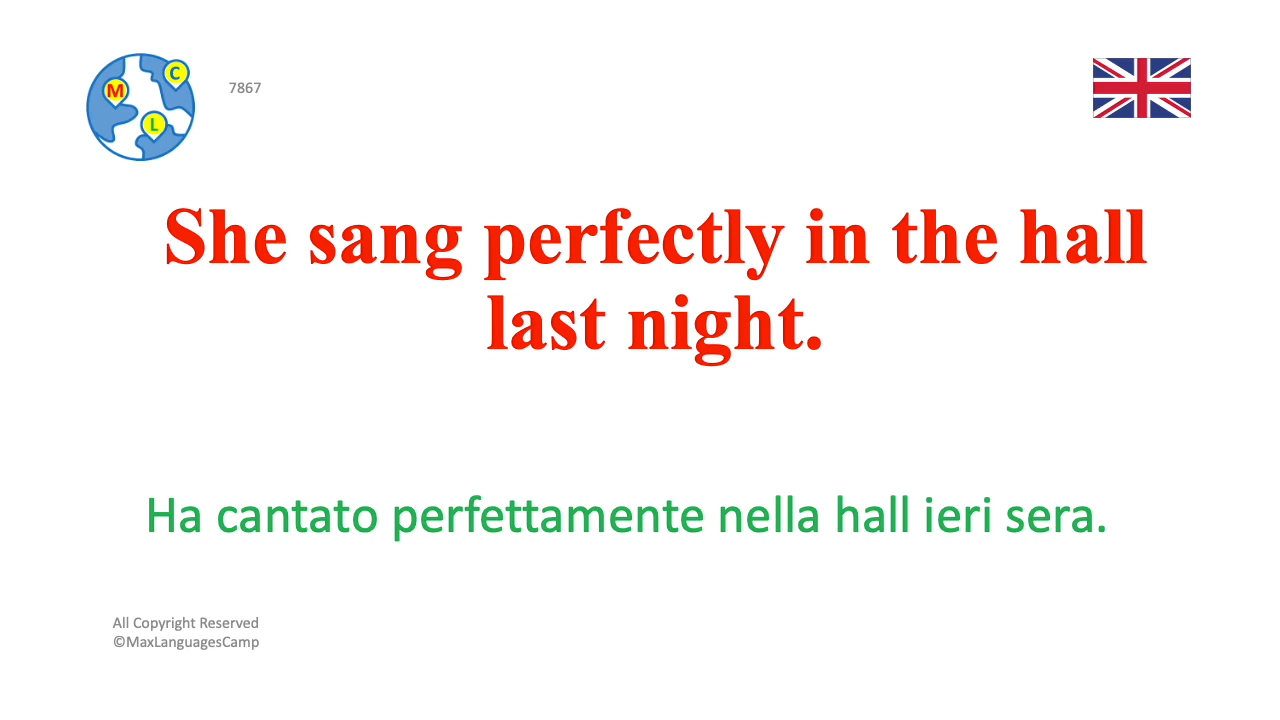 M
C
L
7867
She sang perfectly in the hall
last night.
Ha cantato perfettamente nella hall ieri sera.
All Copyright Reserved
©MaxLanguagesCamp